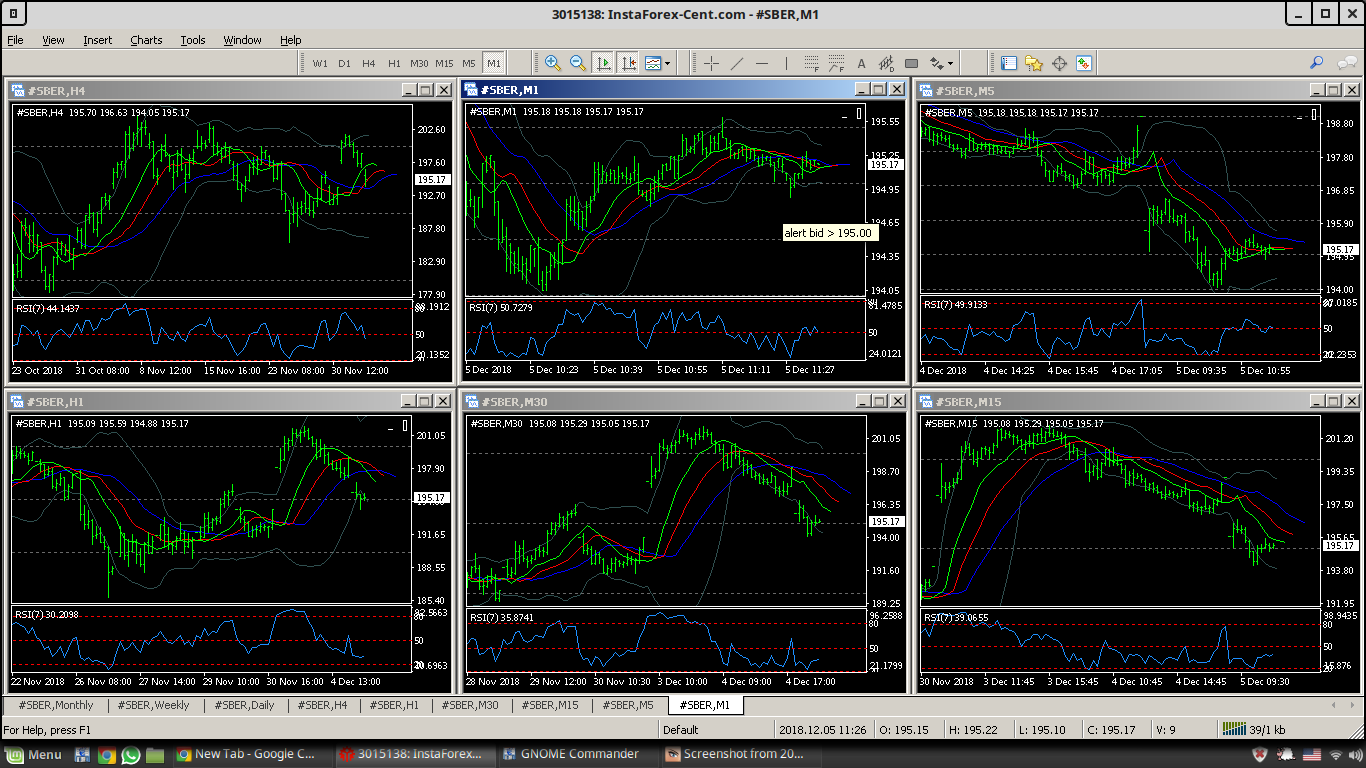 3015138: InstaForex-Cent.com - #SBER,M1
File View Insert Charts Tools Window Help
W1 D1 H4 H1 M30 M15 M5 M1
#SBER,H4
#SBER,H4 195.70 196.63 194.05 195.17
202.60
197.60
195.17
192.70
187.80
182.90
177.90
RSI(7) 44.1437
80
50
20
23 Oct 2018 31 Oct 08:00 8 Nov 12:00 15 Nov 16:00 23 Nov 08:00 30 Nov 12:00
#SBER,M1
#SBER,M1 195.18 195.18 195.17 195.17
195.55
195.25
195.17
194.95
194.65
194.35
194.05
alert bid > 195.00
RSI(7) 50.7279
81.4785
50
24.0121
5 Dec 2018 5 Dec 10:23 5 Dec 10:39 5 Dec 10:55 5 Dec 11:11 5 Dec 11:27
#SBER,M5
#SBER,M5 195.18 195.18 195.17 195.17
198.80
197.80
196.85
195.90
195.17
194.95
194.00
RSI(7) 49.9133
50
4 Dec 2018 4 Dec 14:25 4 Dec 15:45 4 Dec 17:05 5 Dec 09:35 5 Dec 10:55
#SBER,H1
#SBER,H1 195.09 195.59 194.88 195.17
201.05
197.90
195.17
191.65
188.55
185.40
RSI(7) 30.2098
80
50
20
22 Nov 2018 26 Nov 08:00 27 Nov 14:00 29 Nov 10:00 30 Nov 16:00 4 Dec 13:00
#SBER,M30
#SBER,M30 195.08 195.29 195.05 195.17
201.05
198.70
196.35
195.17
194.00
191.60
189.25
RSI(7) 35.8741
96.2588
80
50
28 Nov 2018 29 Nov 12:00 30 Nov 10:30 3 Dec 10:00 4 Dec 09:00 4 Dec 17:00
#SBER,M15
#SBER,M15 195.08 195.29 195.05 195.17
201.20
199.35
197.50
195.65
195.17
193.80
191.95
RSI(7) 39.0655
98.9435
80
50
30 Nov 2018 3 Dec 11:45 3 Dec 15:45 4 Dec 10:45 4 Dec 14:45 5 Dec 09:30
#SBER,Monthly #SBER,Weekly #SBER,Daily #SBER,H4 #SBER,H1 #SBER,M30 #SBER,M15 #SBER,M5 #SBER,M1
For Help, press F1 Default 2018.12.05 11:26 O: 195.15 H: 195.22 L: 195.10 C: 195.17 V: 9 39/1 kb
Menu New Tab - Google C... 3015138: InstaForex... GNOME Commander Screenshot from 20...